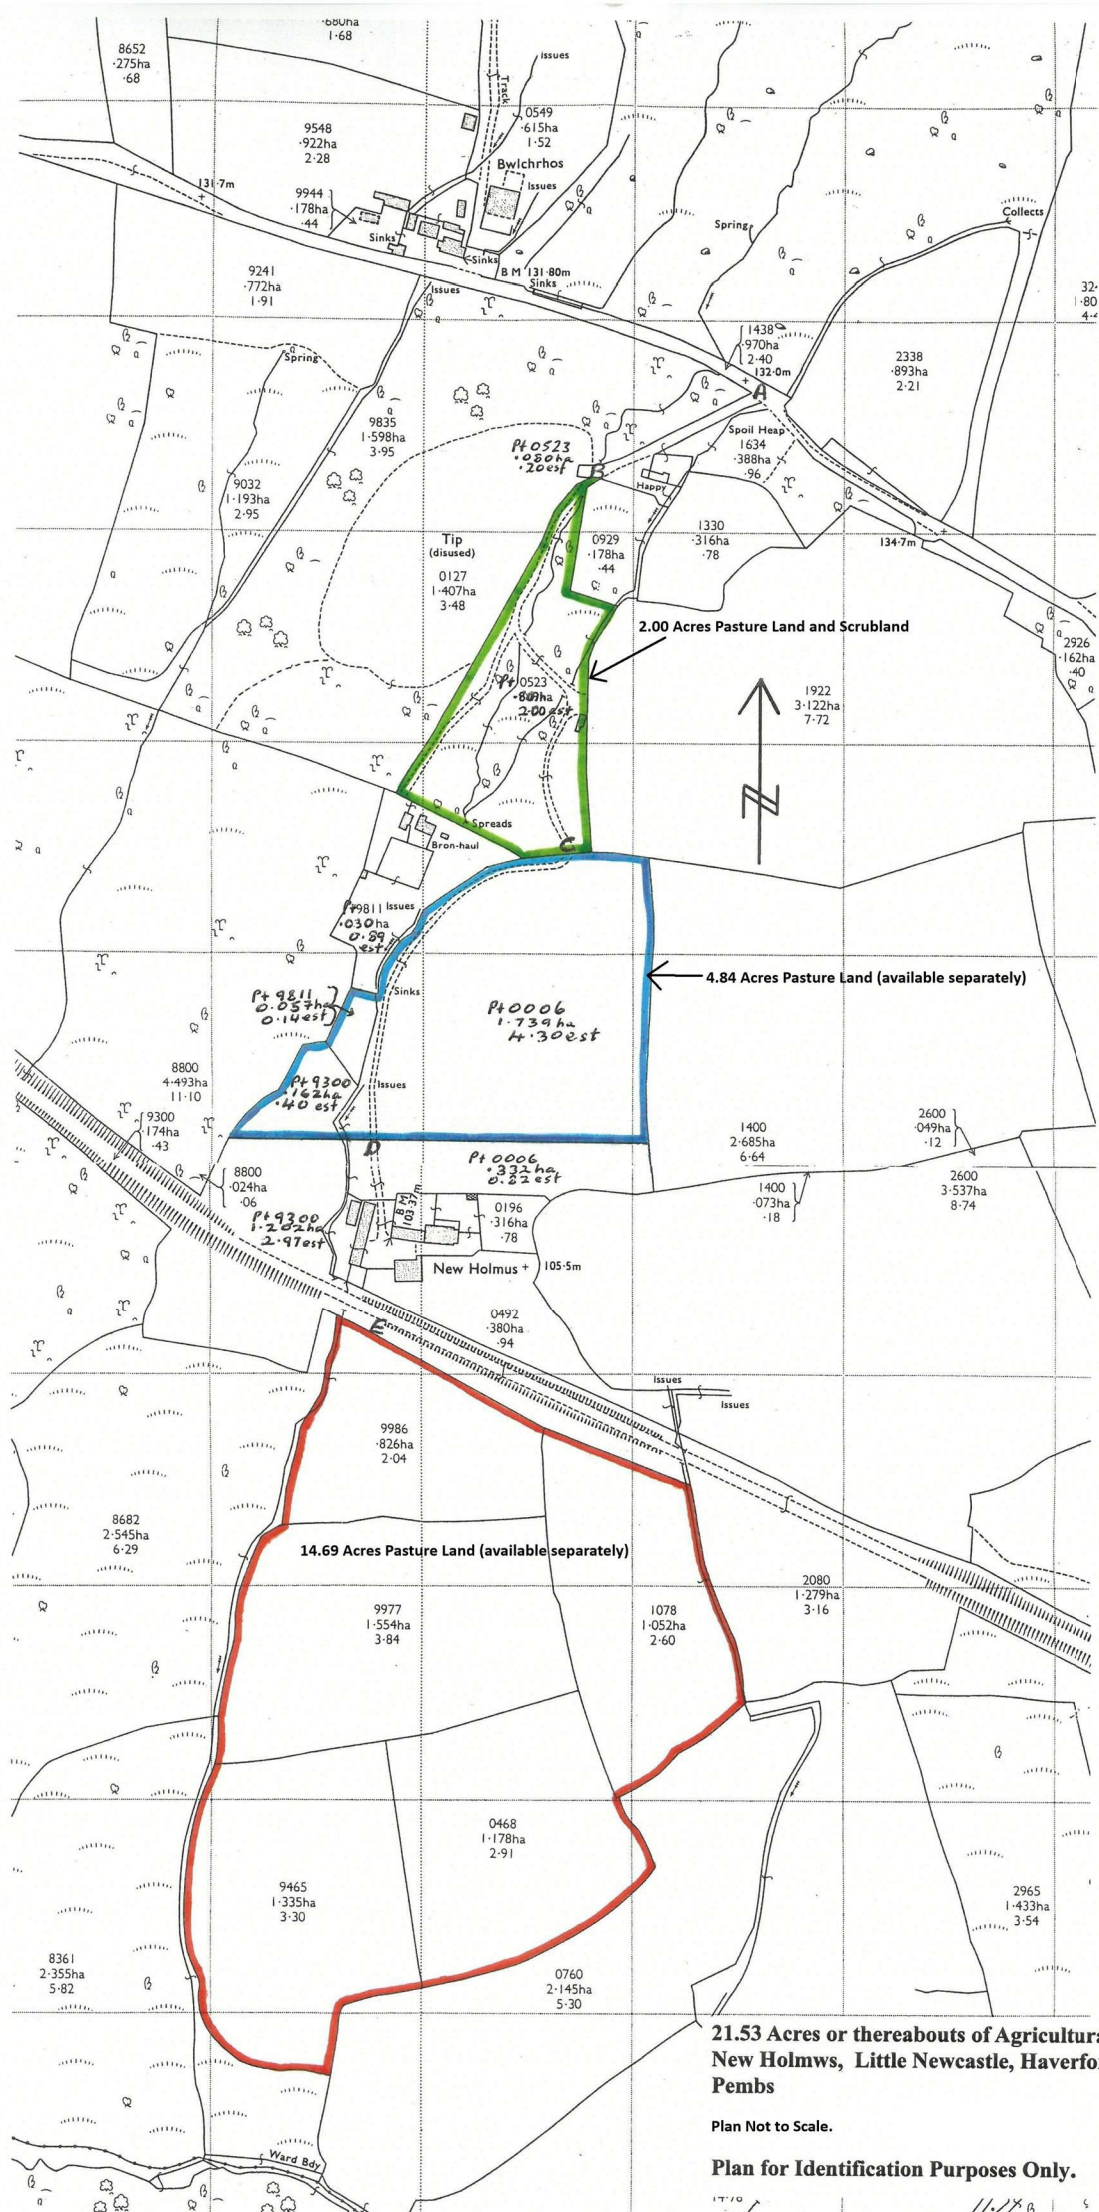 .680ha
1.68
8652
.275ha
.68
Issues
Track
0549
.615ha
1.52
9548
.922ha
2.28
Bwlchrhos
Issues
131.7m
9944
.178ha
.44
Sinks
Sinks
B M 131.80m
Sinks
Spring
Collects
9241
.772ha
1.91
Issues
32.
1.80
1438
.970ha
2.40
132.0m
A
2338
.893ha
2.21
Spring
9835
1.598ha
3.95
Spoil Heap
1634
.388ha
.96
Pt 0523
.080ha
.20est
B
Happy
9032
1.193ha
2.95
1330
.316ha
.78
134.7m
Tip
(disused)
0929
.178ha
.44
0127
1.407ha
3.48
2.00 Acres Pasture Land and Scrubland
2926
.162ha
.40
Pt 0523
.809ha
2.00est
1922
3.122ha
7.72
N
Spreads
Bron-haul
C
Pt 9811
Issues
.030ha
0.89
est
4.84 Acres Pasture Land (available separately)
Sinks
Pt 9811
0.057ha
0.14est
Pt 0006
1.739ha
4.30est
8800
4.493ha
11.10
Pt 9300
.162ha
.40 est
Issues
9300
.174ha
.43
1400
2.685ha
6.64
2600
.049ha
.12
D
Pt 0006
.332ha
0.82est
8800
.024ha
.06
1400
.073ha
.18
2600
3.537ha
8.74
Pt 9300
1.202ha
2.97est
B M
103.37m
0196
.316ha
.78
New Holmus
105.5m
E
0492
.380ha
.94
Issues
Issues
9986
.826ha
2.04
8682
2.545ha
6.29
14.69 Acres Pasture Land (available separately)
2080
1.279ha
3.16
9977
1.554ha
3.84
1078
1.052ha
2.60
0468
1.178ha
2.91
9465
1.335ha
3.30
2965
1.433ha
3.54
8361
2.355ha
5.82
0760
2.145ha
5.30
21.53 Acres or thereabouts of Agricultura
New Holmws, Little Newcastle, Haverfo
Pembs
Plan Not to Scale.
Ward Bdy
Plan for Identification Purposes Only.